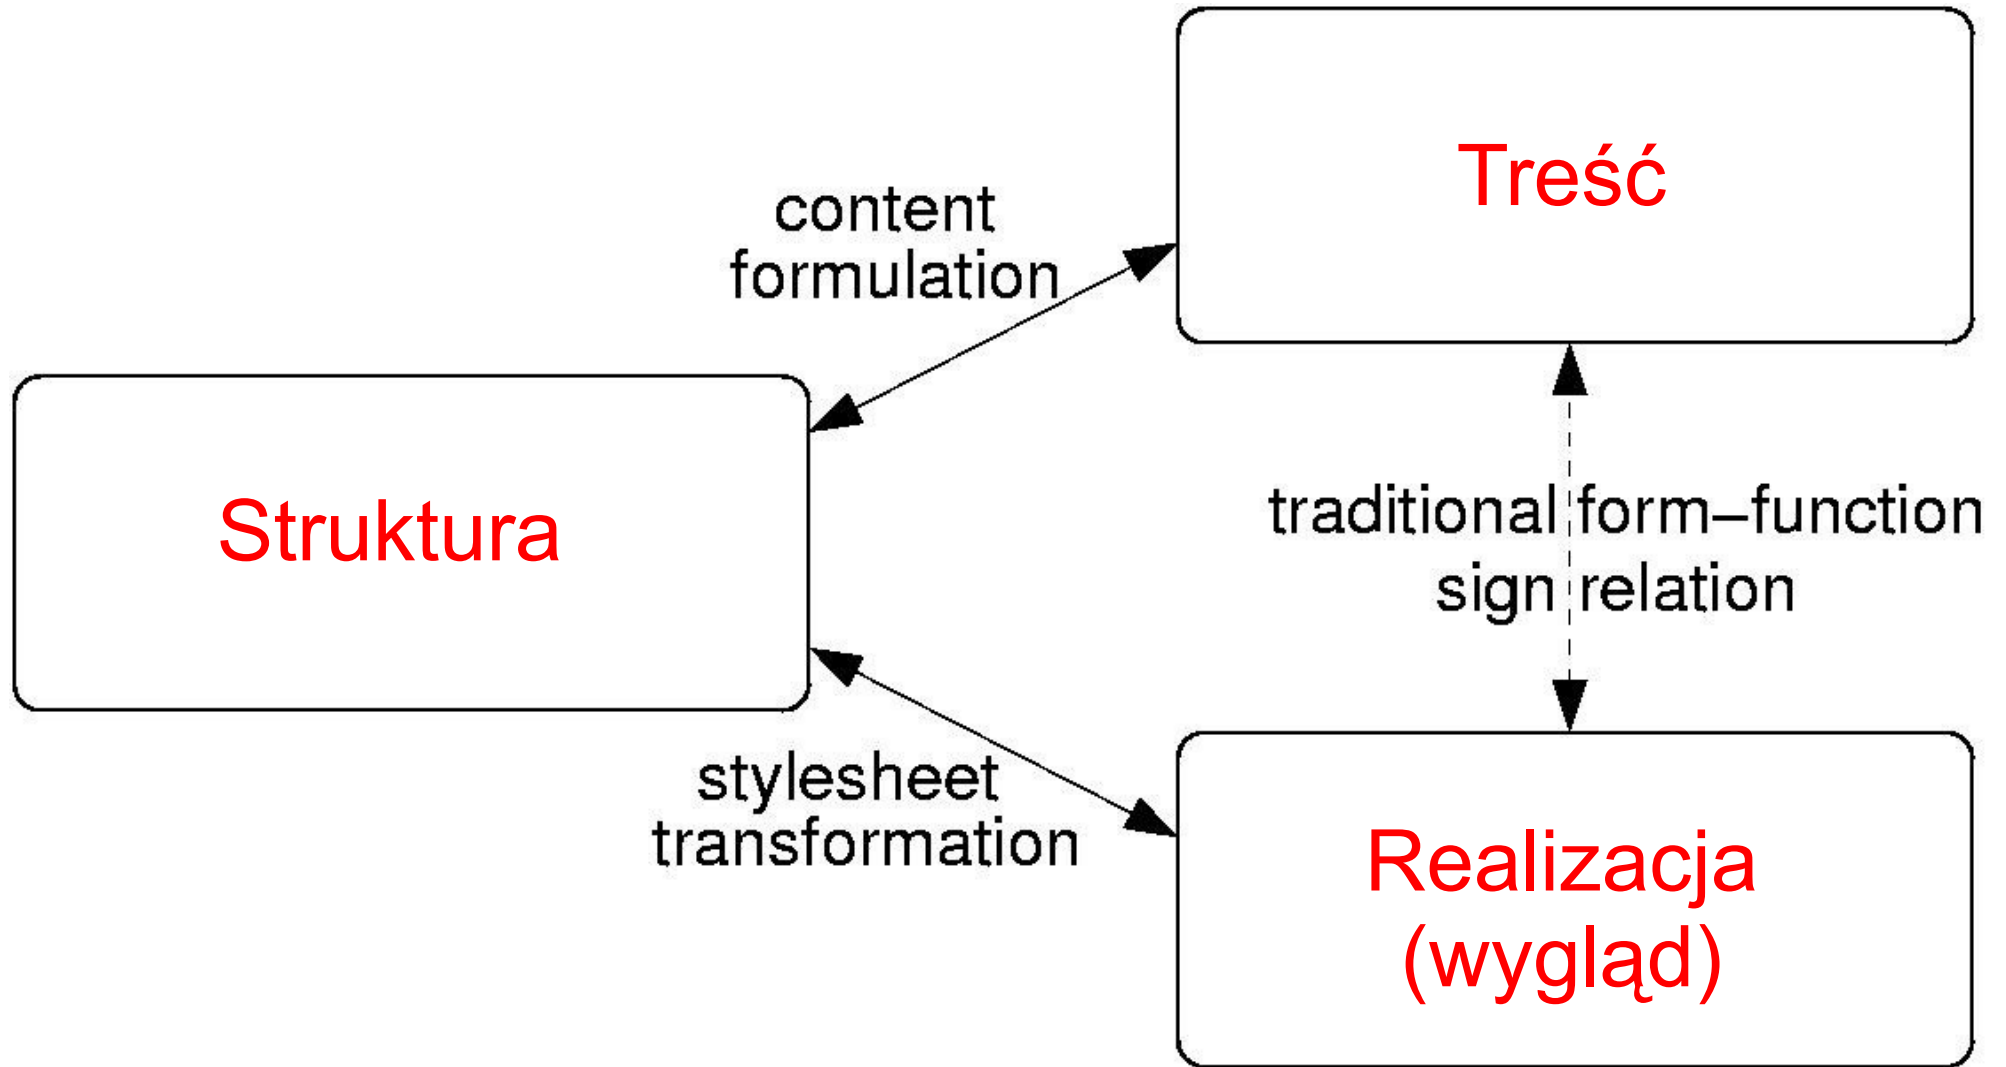 Treść
content
formulation
Struktura
traditional form–function
sign relation
stylesheet
transformation
Realizacja
(wygląd)